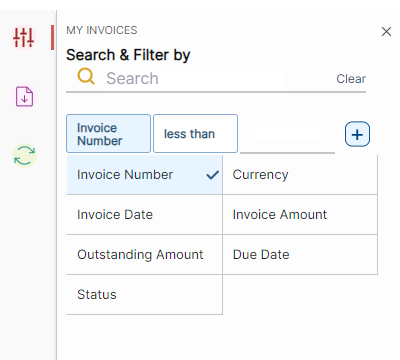 MY INVOICES
Search & Filter by
Search
Clear
Invoice
Number
less than
Invoice Number
Currency
Invoice Date
Invoice Amount
Outstanding Amount
Due Date
Status